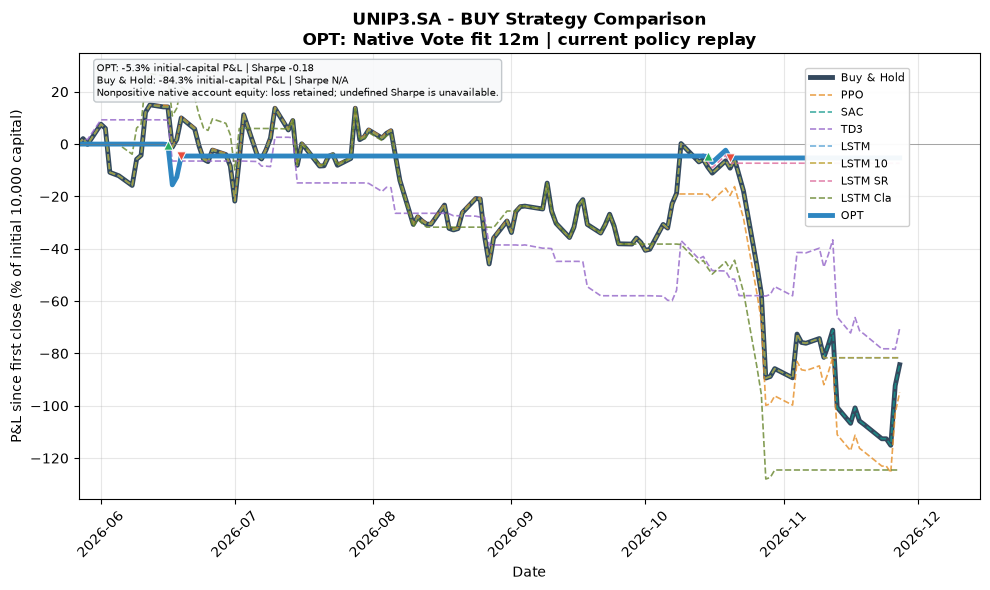 UNIP3.SA - BUY Strategy Comparison
OPT: Native Vote fit 12m | current policy replay
OPT: -5.3% initial-capital P&L | Sharpe -0.18
Buy & Hold: -84.3% initial-capital P&L | Sharpe N/A
Nonpositive native account equity: loss retained; undefined Sharpe is unavailable.
Buy & Hold
PPO
SAC
TD3
LSTM
LSTM 10
LSTM SR
LSTM Cla
OPT
P&L since first close (% of initial 10,000 capital)
20
0
−20
−40
−60
−80
−100
−120
2026-06
2026-07
2026-08
2026-09
2026-10
2026-11
2026-12
Date